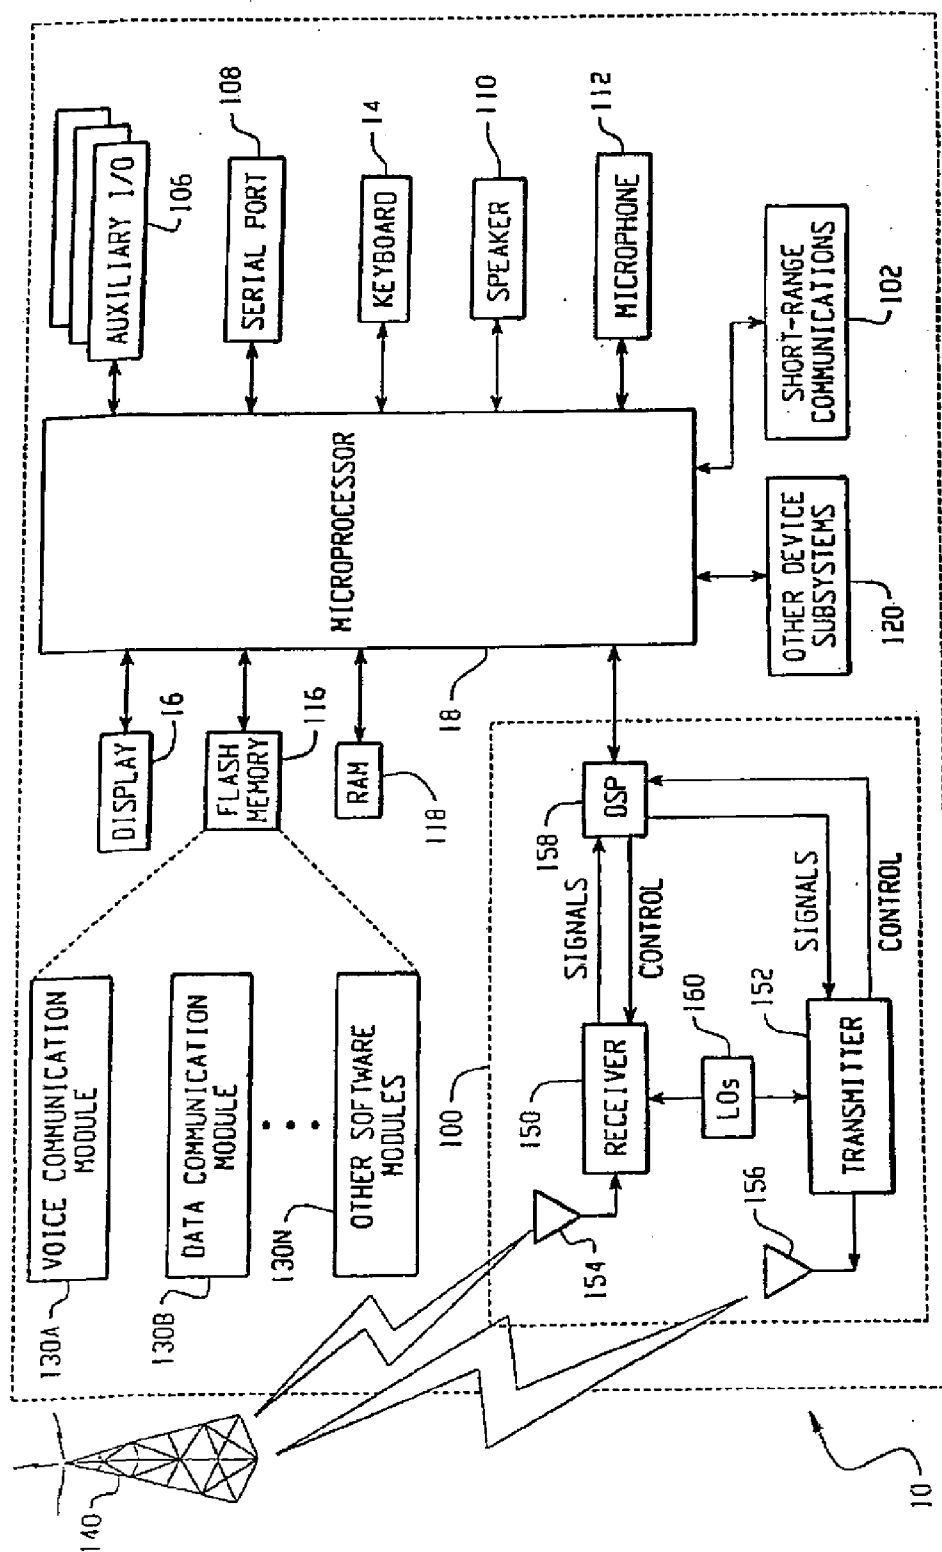 140
130A
VOICE COMMUNICATION
MODULE
130B
DATA COMMUNICATION
MODULE
130N
OTHER SOFTWARE
MODULES
DISPLAY
16
FLASH
MEMORY
116
RAM
118
MICROPROCESSOR
18
AUXILIARY I/O
106
SERIAL PORT
108
KEYBOARD
14
SPEAKER
110
MICROPHONE
112
100
154
150
RECEIVER
SIGNALS
CONTROL
158
DSP
160
LOs
156
152
TRANSMITTER
SIGNALS
CONTROL
OTHER DEVICE
SUBSYSTEMS
120
SHORT-RANGE
COMMUNICATIONS
102
10